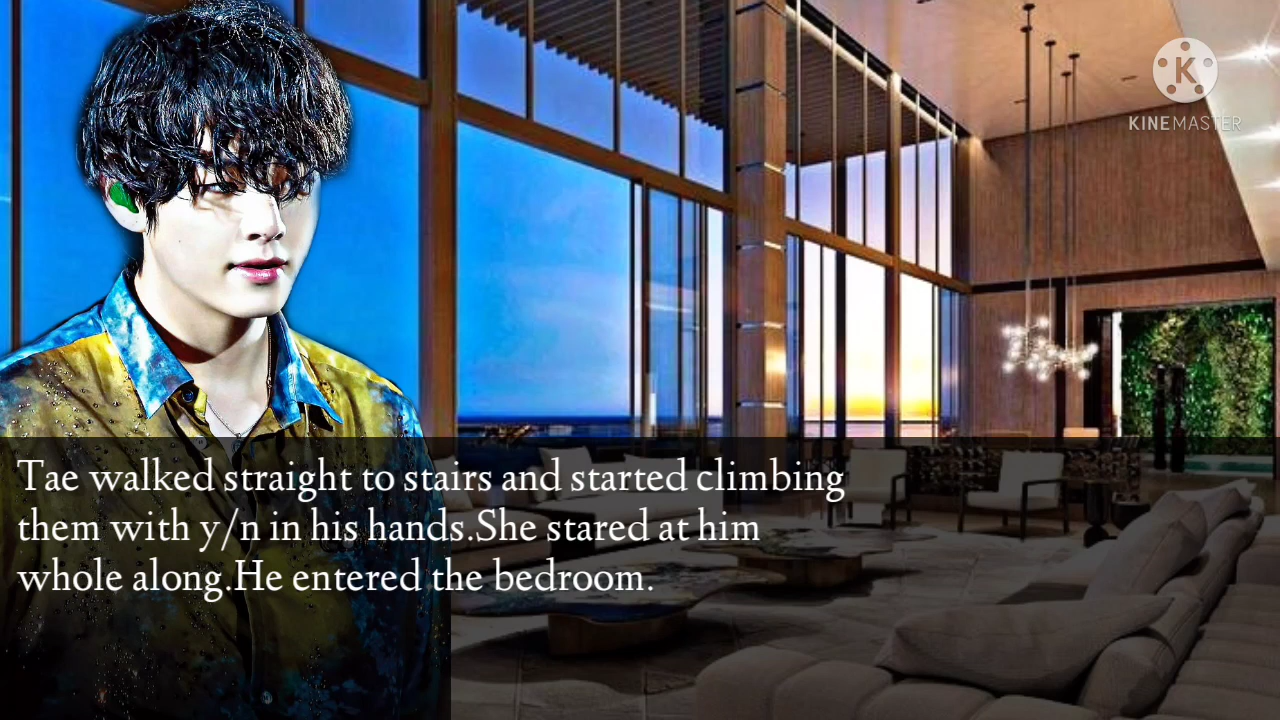 K
KINEMASTER
Tae walked straight to stairs and started climbing
them with y/n in his hands.She stared at him
whole along.He entered the bedroom.